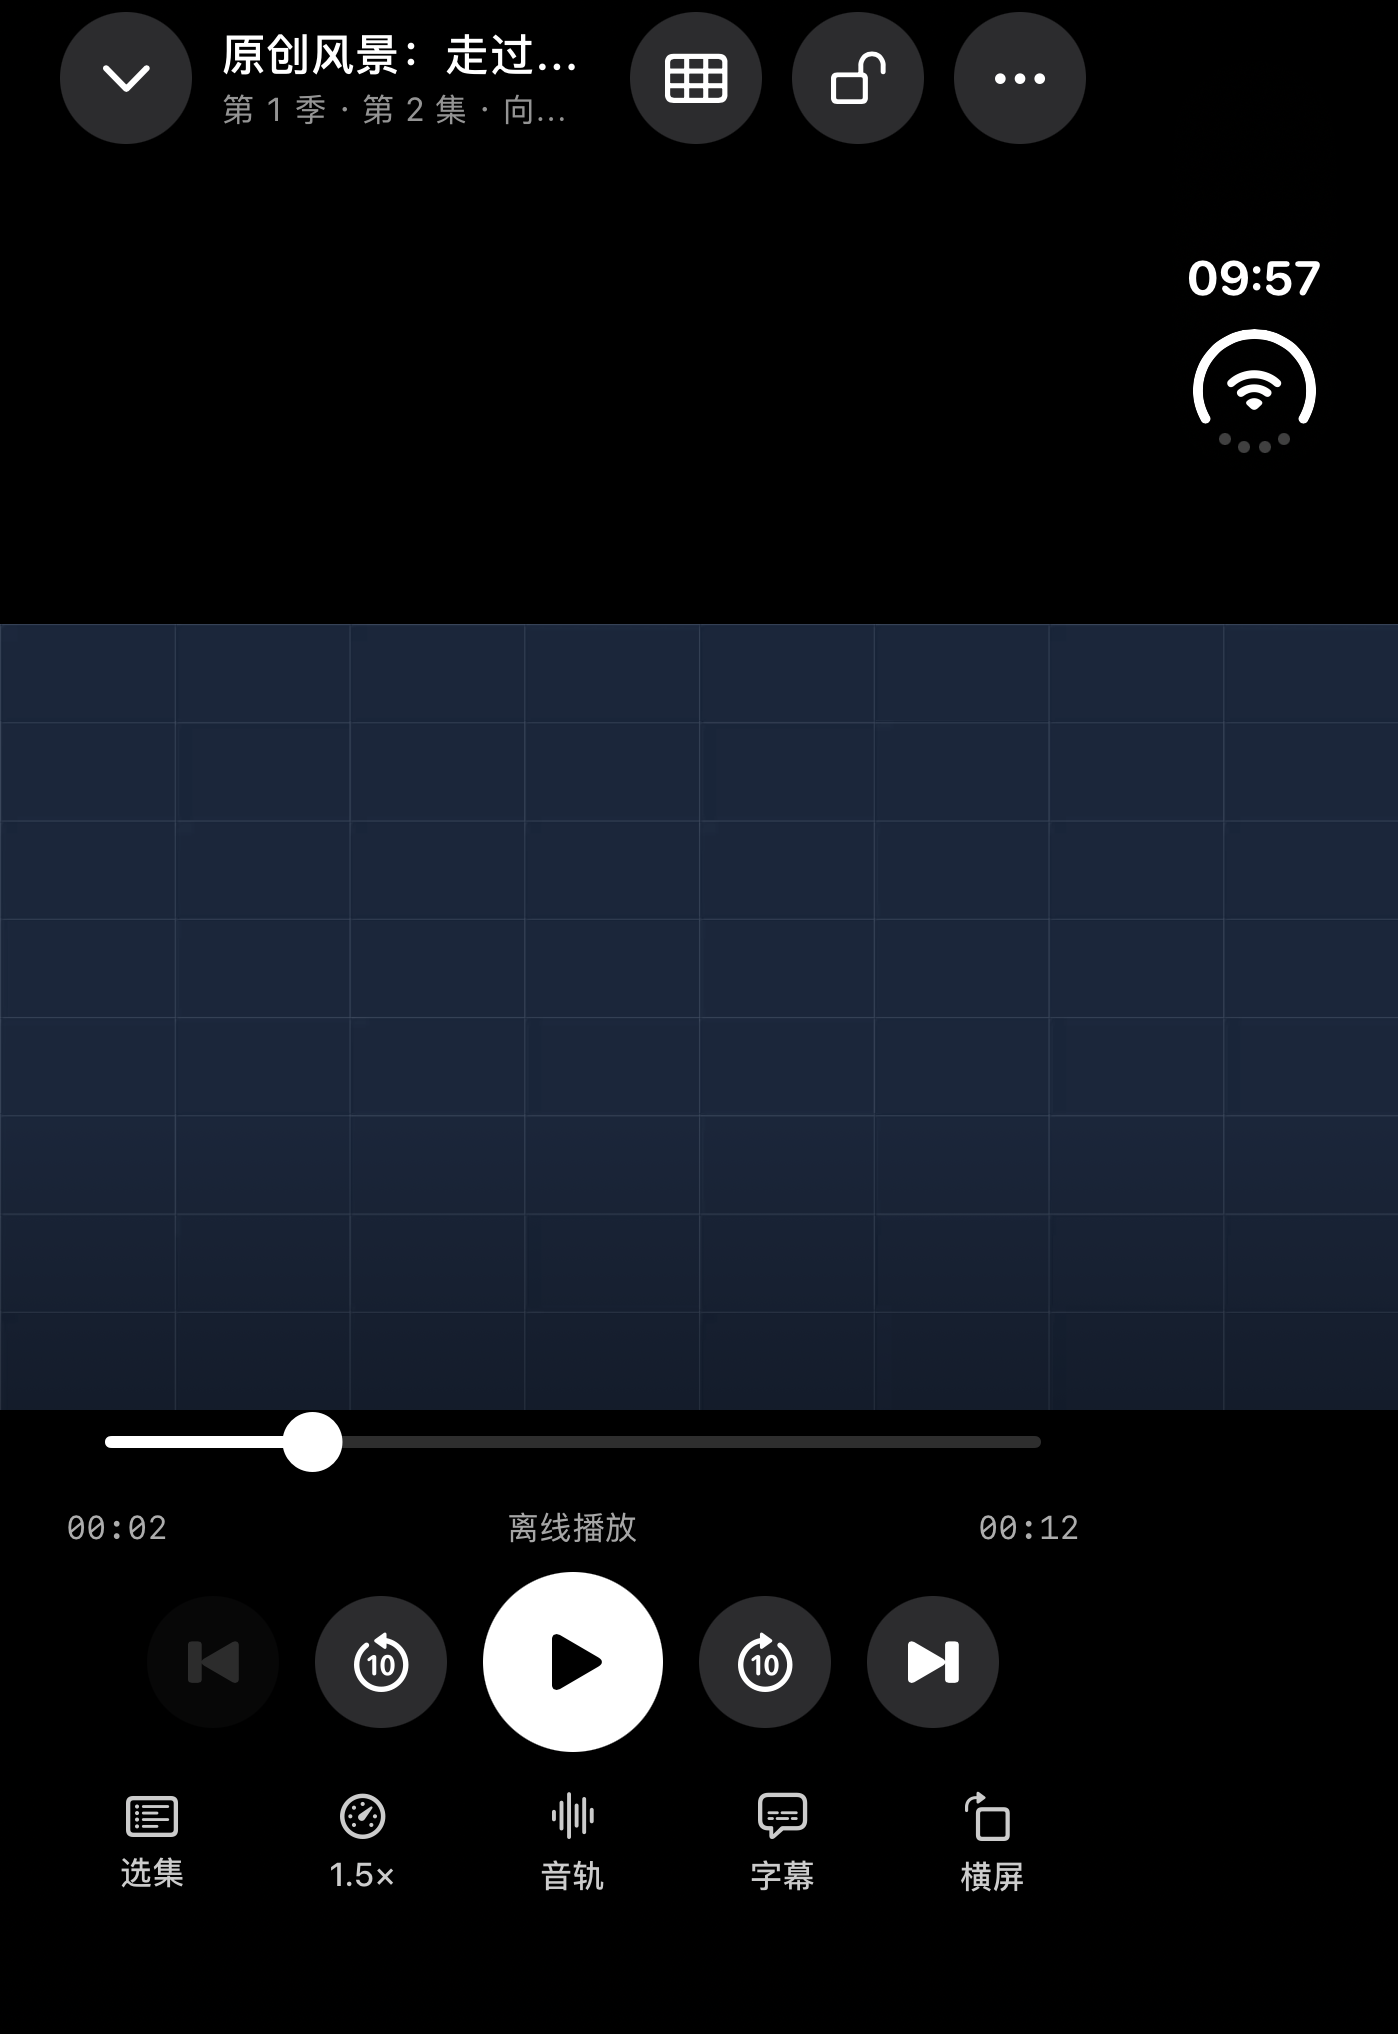 原创风景：走过...
第 1 季 · 第 2 集 · 向...
09:57
00:02
离线播放
00:12
10
10
选集
1.5×
音轨
字幕
横屏